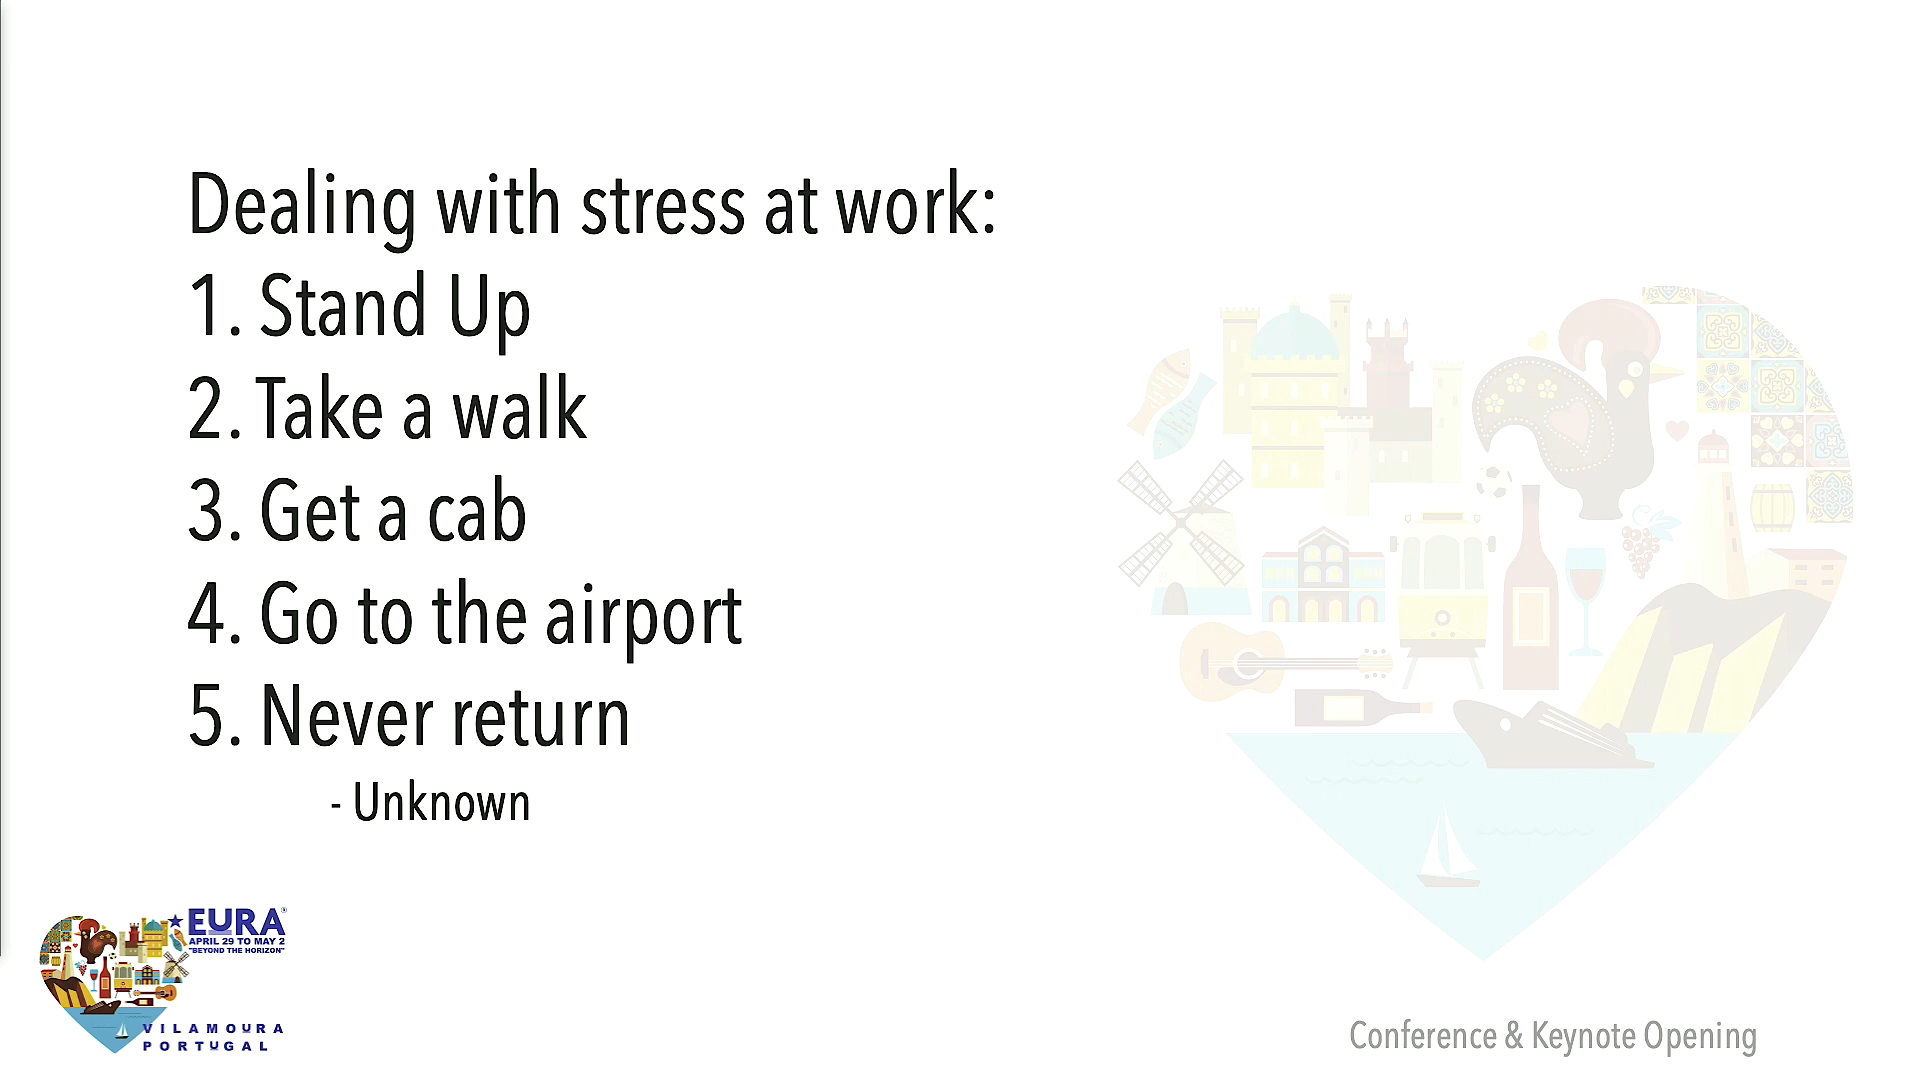 Dealing with stress at work:
1. Stand Up
2. Take a walk
3. Get a cab
4. Go to the airport
5. Never return
- Unknown
★EURA®
APRIL 29 TO MAY 2
"BEYOND THE HORIZON"
VILAMOURA
PORTUGAL
Conference & Keynote Opening